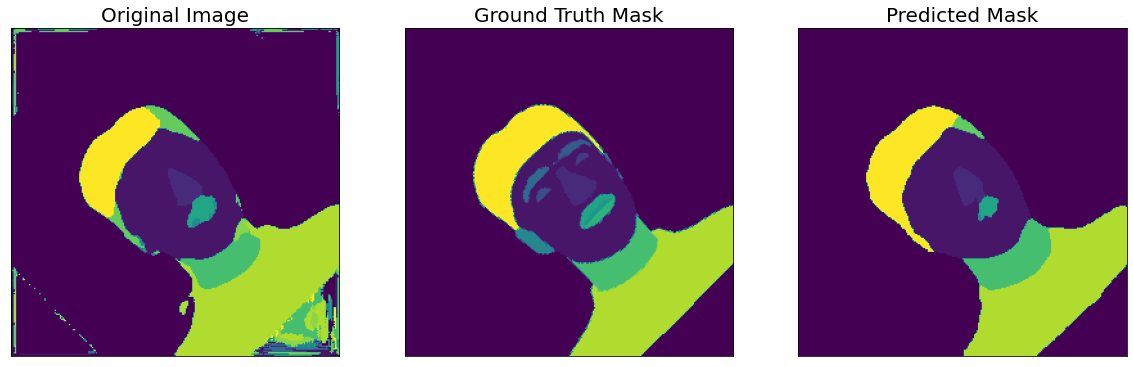 Original Image
Ground Truth Mask
Predicted Mask